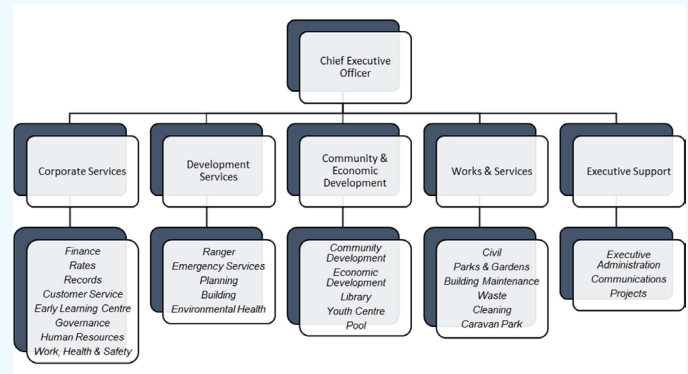 Chief Executive
Officer
Corporate Services
Development
Services
Community &
Economic
Development
Works & Services
Executive Support
Finance
Rates
Records
Customer Service
Early Learning Centre
Governance
Human Resources
Work, Health & Safety
Ranger
Emergency Services
Planning
Building
Environmental Health
Community
Development
Economic
Development
Library
Youth Centre
Pool
Civil
Parks & Gardens
Building Maintenance
Waste
Cleaning
Caravan Park
Executive
Administration
Communications
Projects